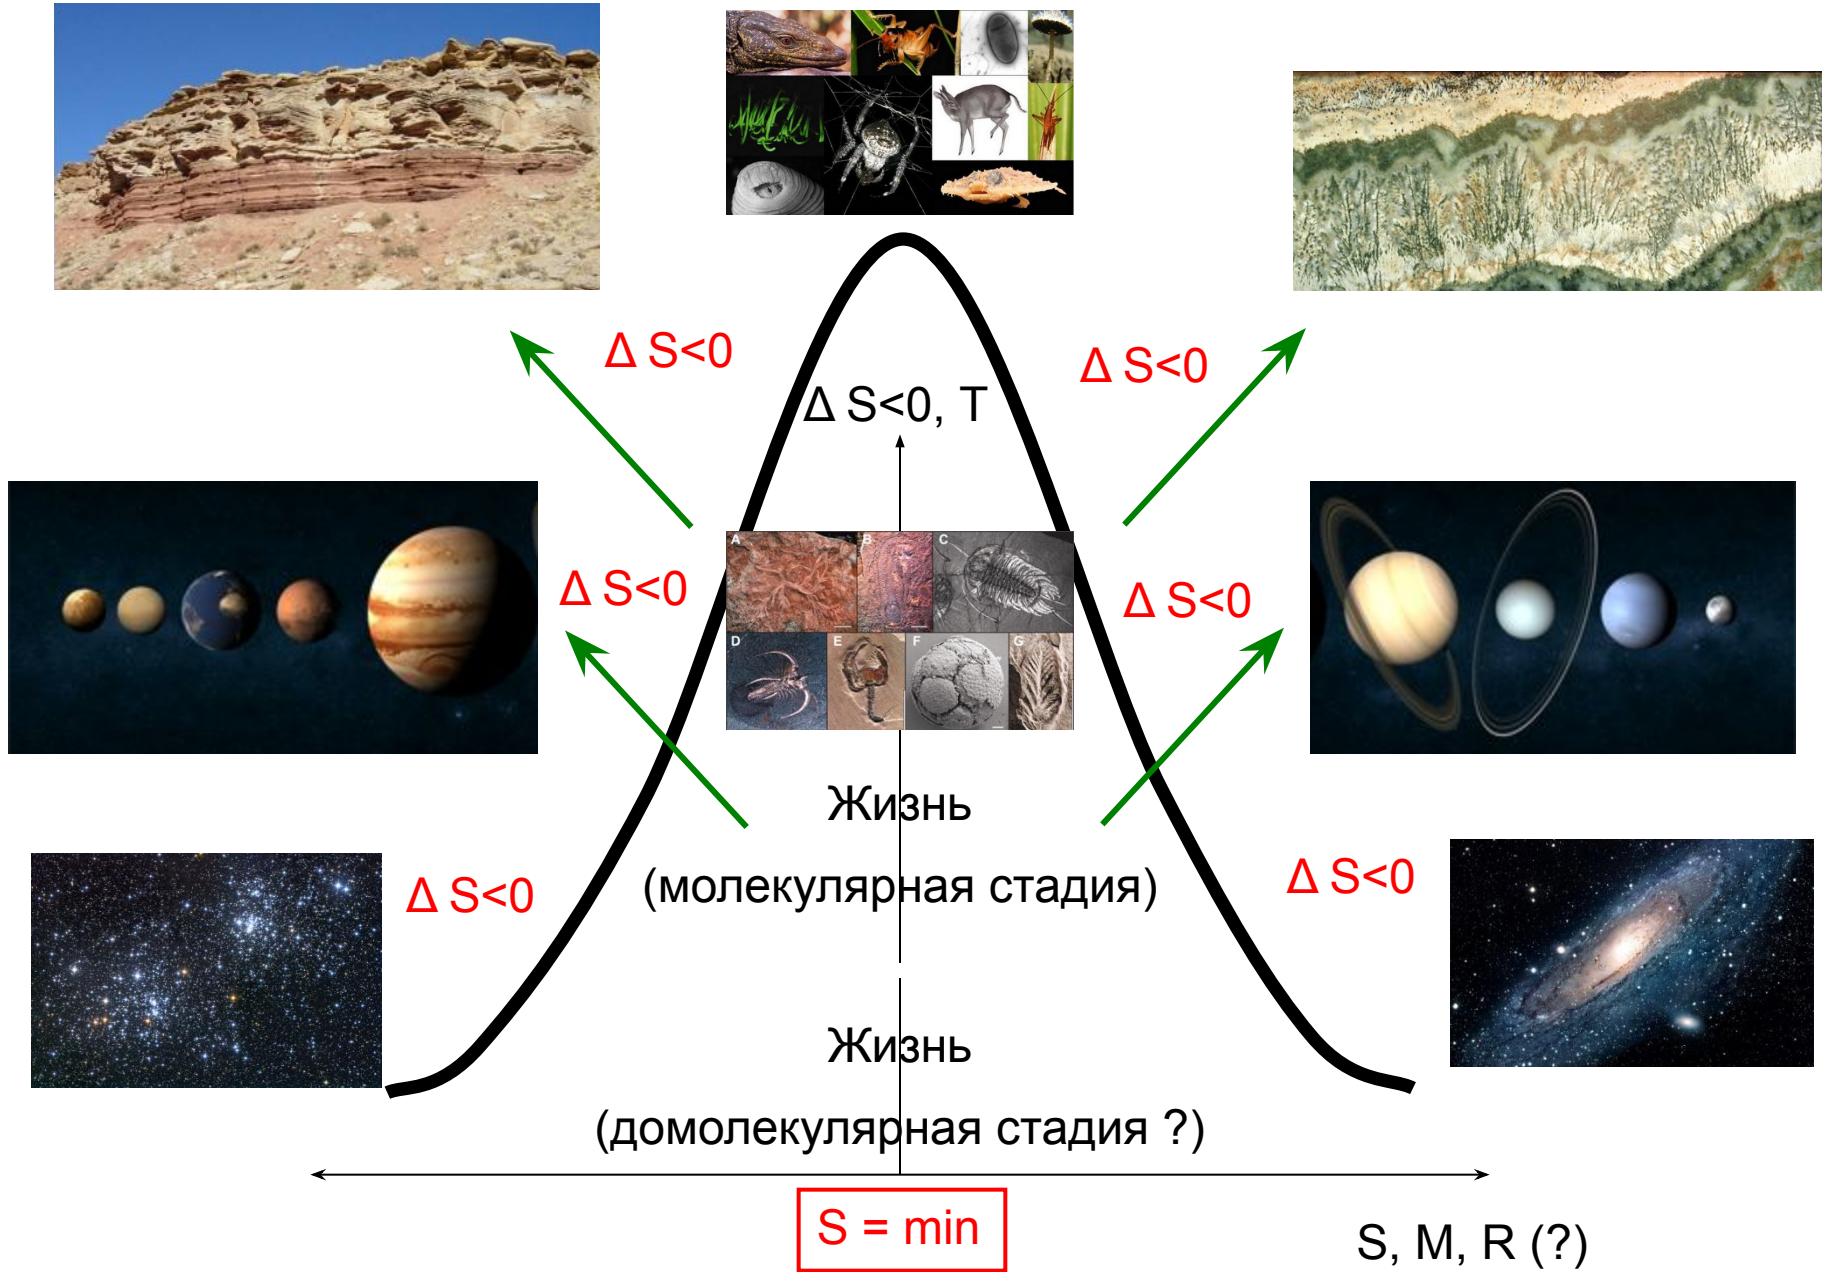 Δ S<0
Δ S<0
Δ S<0, T
A
B
C
Δ S<0
Δ S<0
D
E
F
G
Жизнь
(молекулярная стадия)
Δ S<0
Δ S<0
Жизнь
(домолекулярная стадия ?)
S = min
S, M, R (?)